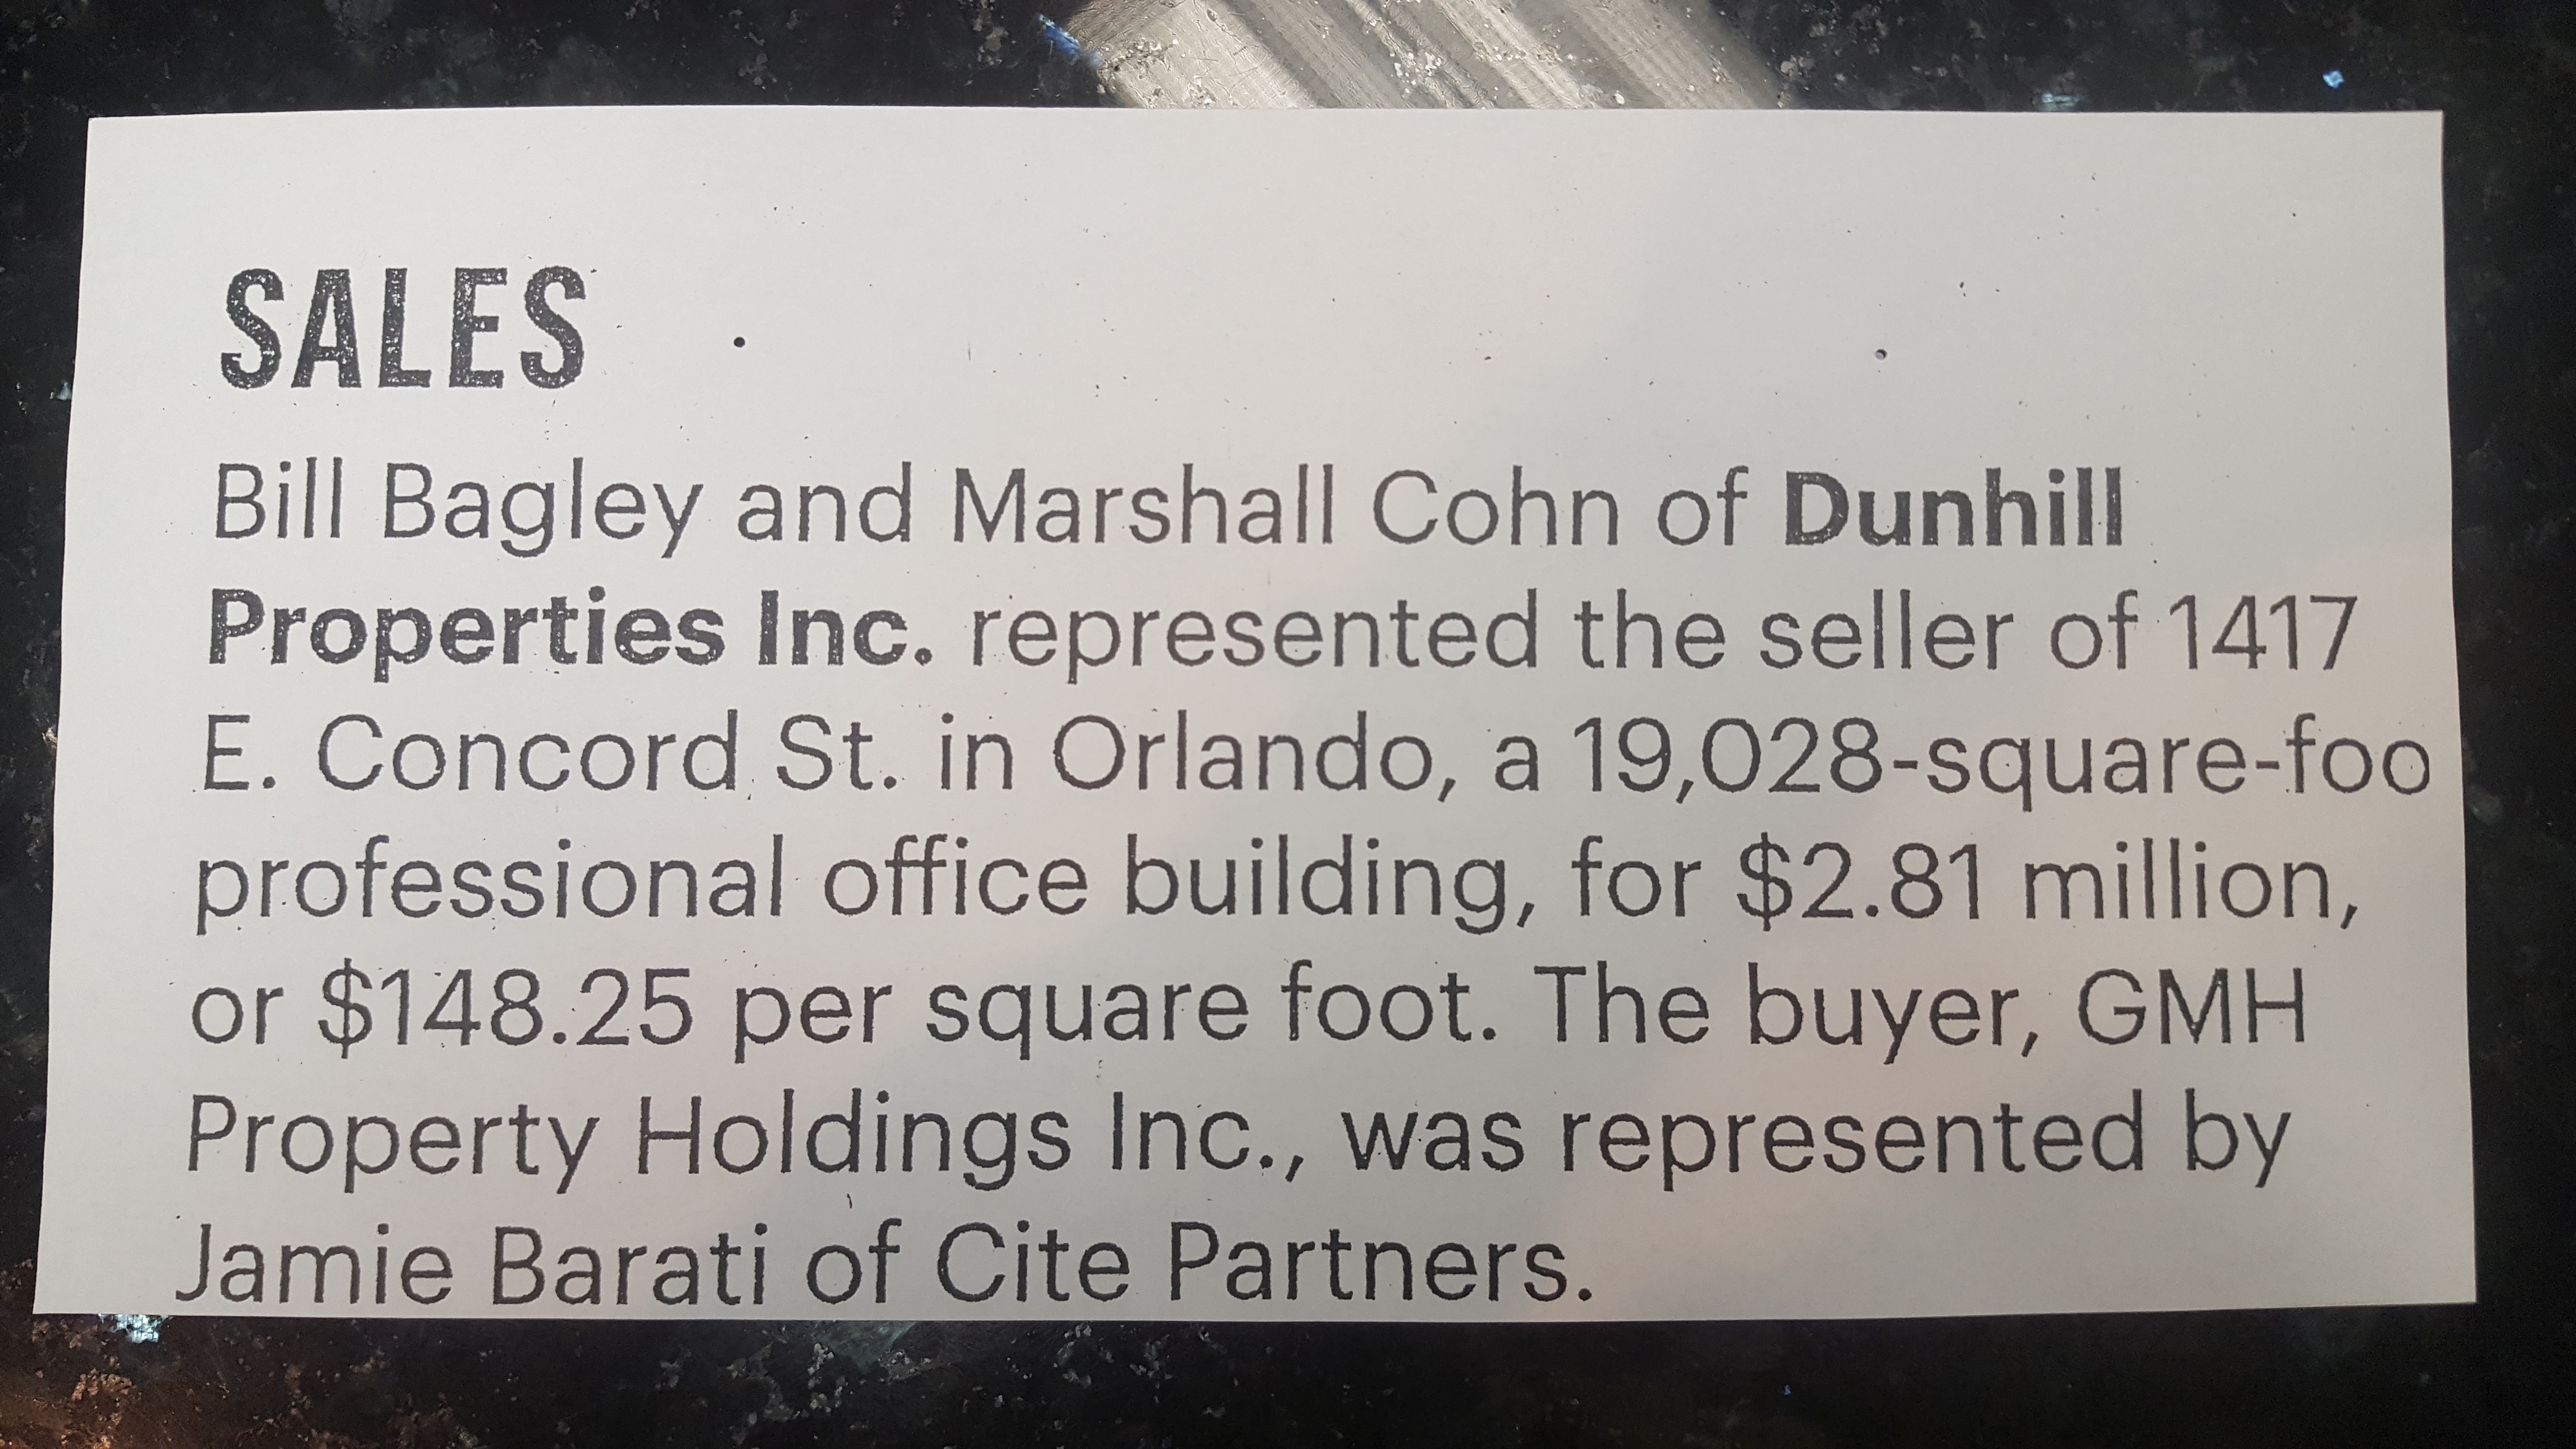 SALES
Bill Bagley and Marshall Cohn of Dunhill
Properties Inc. represented the seller of 1417
E. Concord St. in Orlando, a 19,028-square-foo
professional office building, for $2.81 million,
or $148.25 per square foot. The buyer, GMH
Property Holdings Inc., was represented by
Jamie Barati of Cite Partners.